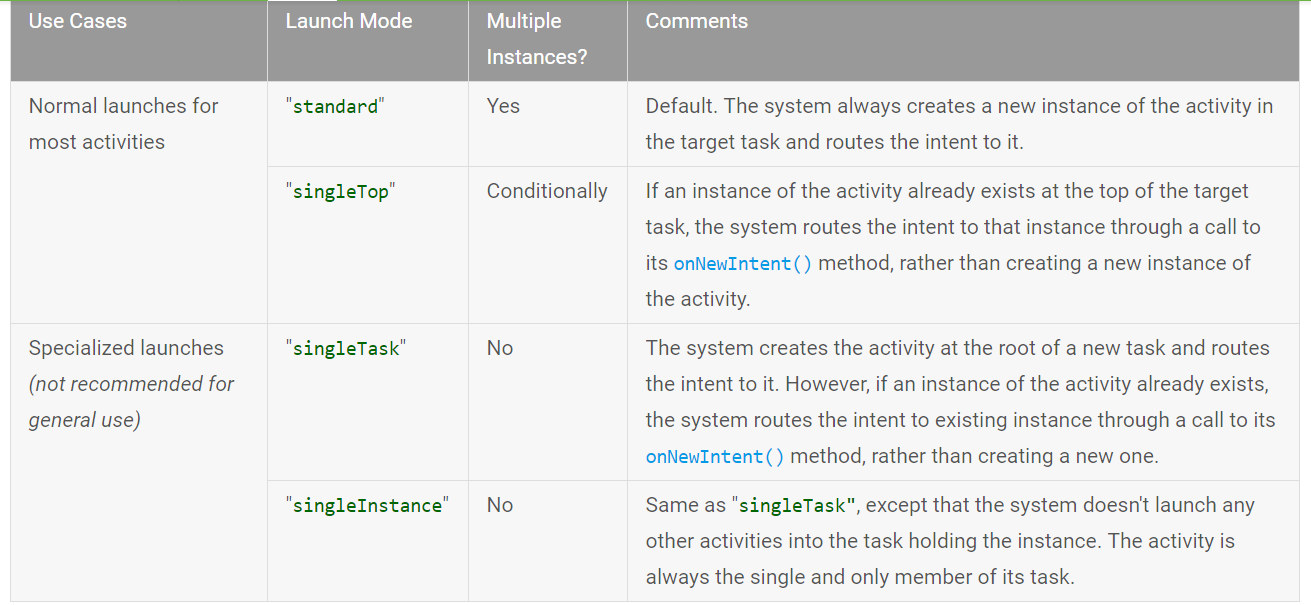 Use Cases
Launch Mode
Multiple
Instances?
Comments
Normal launches for
most activities
"standard"
Yes
Default. The system always creates a new instance of the activity in
the target task and routes the intent to it.
"singleTop"
Conditionally
If an instance of the activity already exists at the top of the target
task, the system routes the intent to that instance through a call to
its onNewIntent() method, rather than creating a new instance of
the activity.
Specialized launches
(not recommended for
general use)
"singleTask"
No
The system creates the activity at the root of a new task and routes
the intent to it. However, if an instance of the activity already exists,
the system routes the intent to existing instance through a call to its
onNewIntent() method, rather than creating a new one.
"singleInstance"
No
Same as "singleTask", except that the system doesn't launch any
other activities into the task holding the instance. The activity is
always the single and only member of its task.